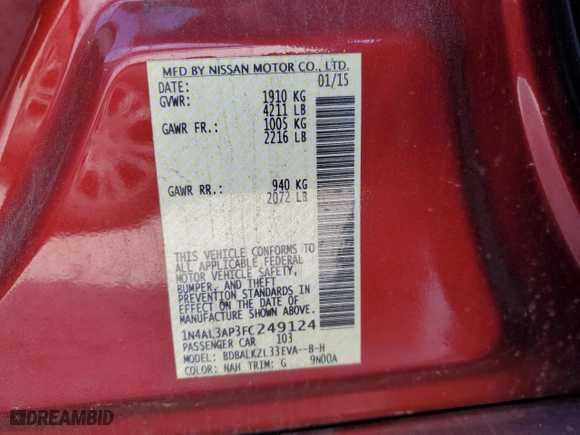 MFD BY NISSAN MOTOR CO., LTD.
DATE: 01/15
GVWR: 1910 KG
4211 LB
GAWR FR.: 1005 KG
2216 LB
GAWR RR.: 940 KG
2072 LB
THIS VEHICLE CONFORMS TO
ALL APPLICABLE FEDERAL
MOTOR VEHICLE SAFETY,
BUMPER, AND THEFT
PREVENTION STANDARDS IN
EFFECT ON THE DATE OF
MANUFACTURE SHOWN ABOVE.
1N4AL3AP3FC249124
PASSENGER CAR 103
MODEL: BDBALKZL33EVA--B-H
COLOR: NAH TRIM: G 9N00A
DREAMBID.COM